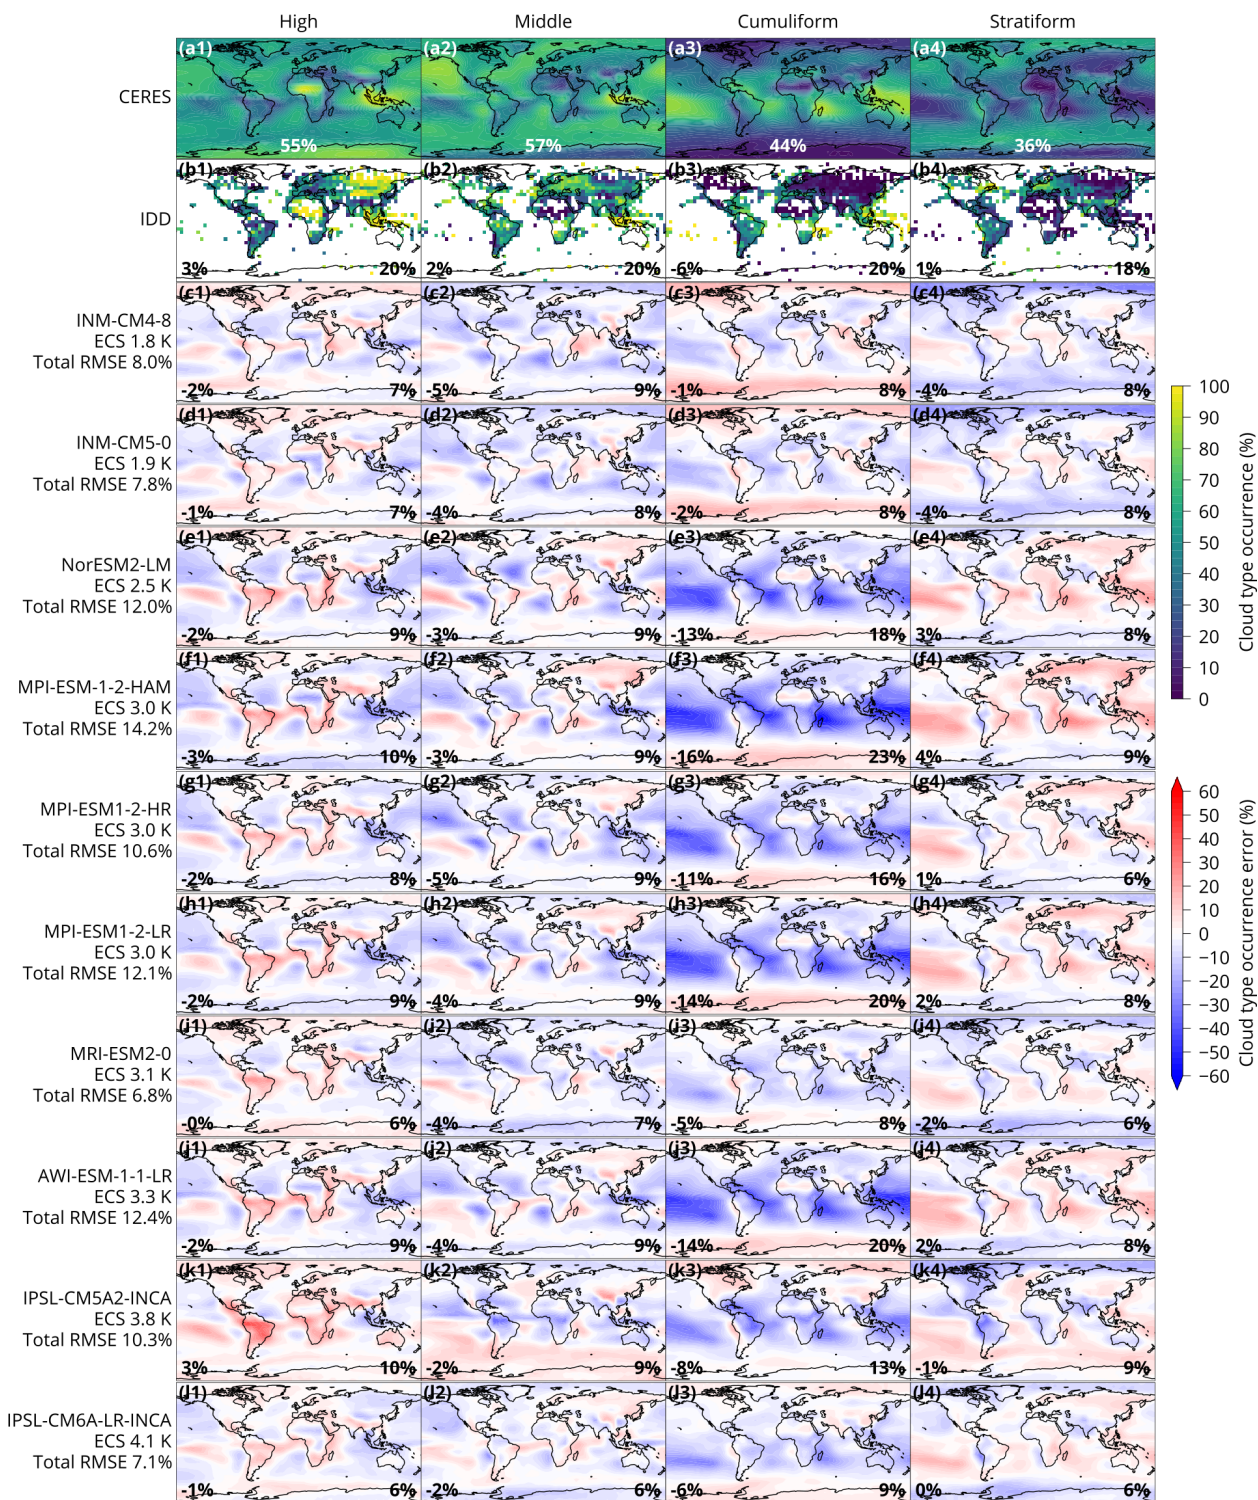 High Middle Cumuliform Stratiform
CERES
(a1) (a2) (a3) (a4)
55% 57% 44% 36%
IDD
(b1) (b2) (b3) (b4)
3% 20% 2% 20% -6% 20% 1% 18%
INM-CM4-8
ECS 1.8 K
Total RMSE 8.0%
(c1) (c2) (c3) (c4)
-2% 7% -5% 9% -1% 8% -4% 8%
INM-CM5-0
ECS 1.9 K
Total RMSE 7.8%
(d1) (d2) (d3) (d4)
-1% 7% -4% 8% -2% 8% -4% 8%
NorESM2-LM
ECS 2.5 K
Total RMSE 12.0%
(e1) (e2) (e3) (e4)
-2% 9% -3% 9% -13% 18% 3% 8%
MPI-ESM-1-2-HAM
ECS 3.0 K
Total RMSE 14.2%
(f1) (f2) (f3) (f4)
-3% 10% -3% 9% -16% 23% 4% 9%
MPI-ESM1-2-HR
ECS 3.0 K
Total RMSE 10.6%
(g1) (g2) (g3) (g4)
-2% 8% -5% 9% -11% 16% 1% 6%
MPI-ESM1-2-LR
ECS 3.0 K
Total RMSE 12.1%
(h1) (h2) (h3) (h4)
-2% 9% -4% 9% -14% 20% 2% 8%
MRI-ESM2-0
ECS 3.1 K
Total RMSE 6.8%
(i1) (i2) (i3) (i4)
-0% 6% -4% 7% -5% 8% -2% 6%
AWI-ESM-1-1-LR
ECS 3.3 K
Total RMSE 12.4%
(j1) (j2) (j3) (j4)
-2% 9% -4% 9% -14% 20% 2% 8%
IPSL-CM5A2-INCA
ECS 3.8 K
Total RMSE 10.3%
(k1) (k2) (k3) (k4)
3% 10% -2% 9% -8% 13% -1% 9%
IPSL-CM6A-LR-INCA
ECS 4.1 K
Total RMSE 7.1%
(l1) (l2) (l3) (l4)
-1% 6% -2% 6% -6% 9% 0% 6%
100
90
80
70
60
50
40
30
20
10
0
Cloud type occurrence (%)
60
50
40
30
20
10
0
−10
−20
−30
−40
−50
−60
Cloud type occurrence error (%)